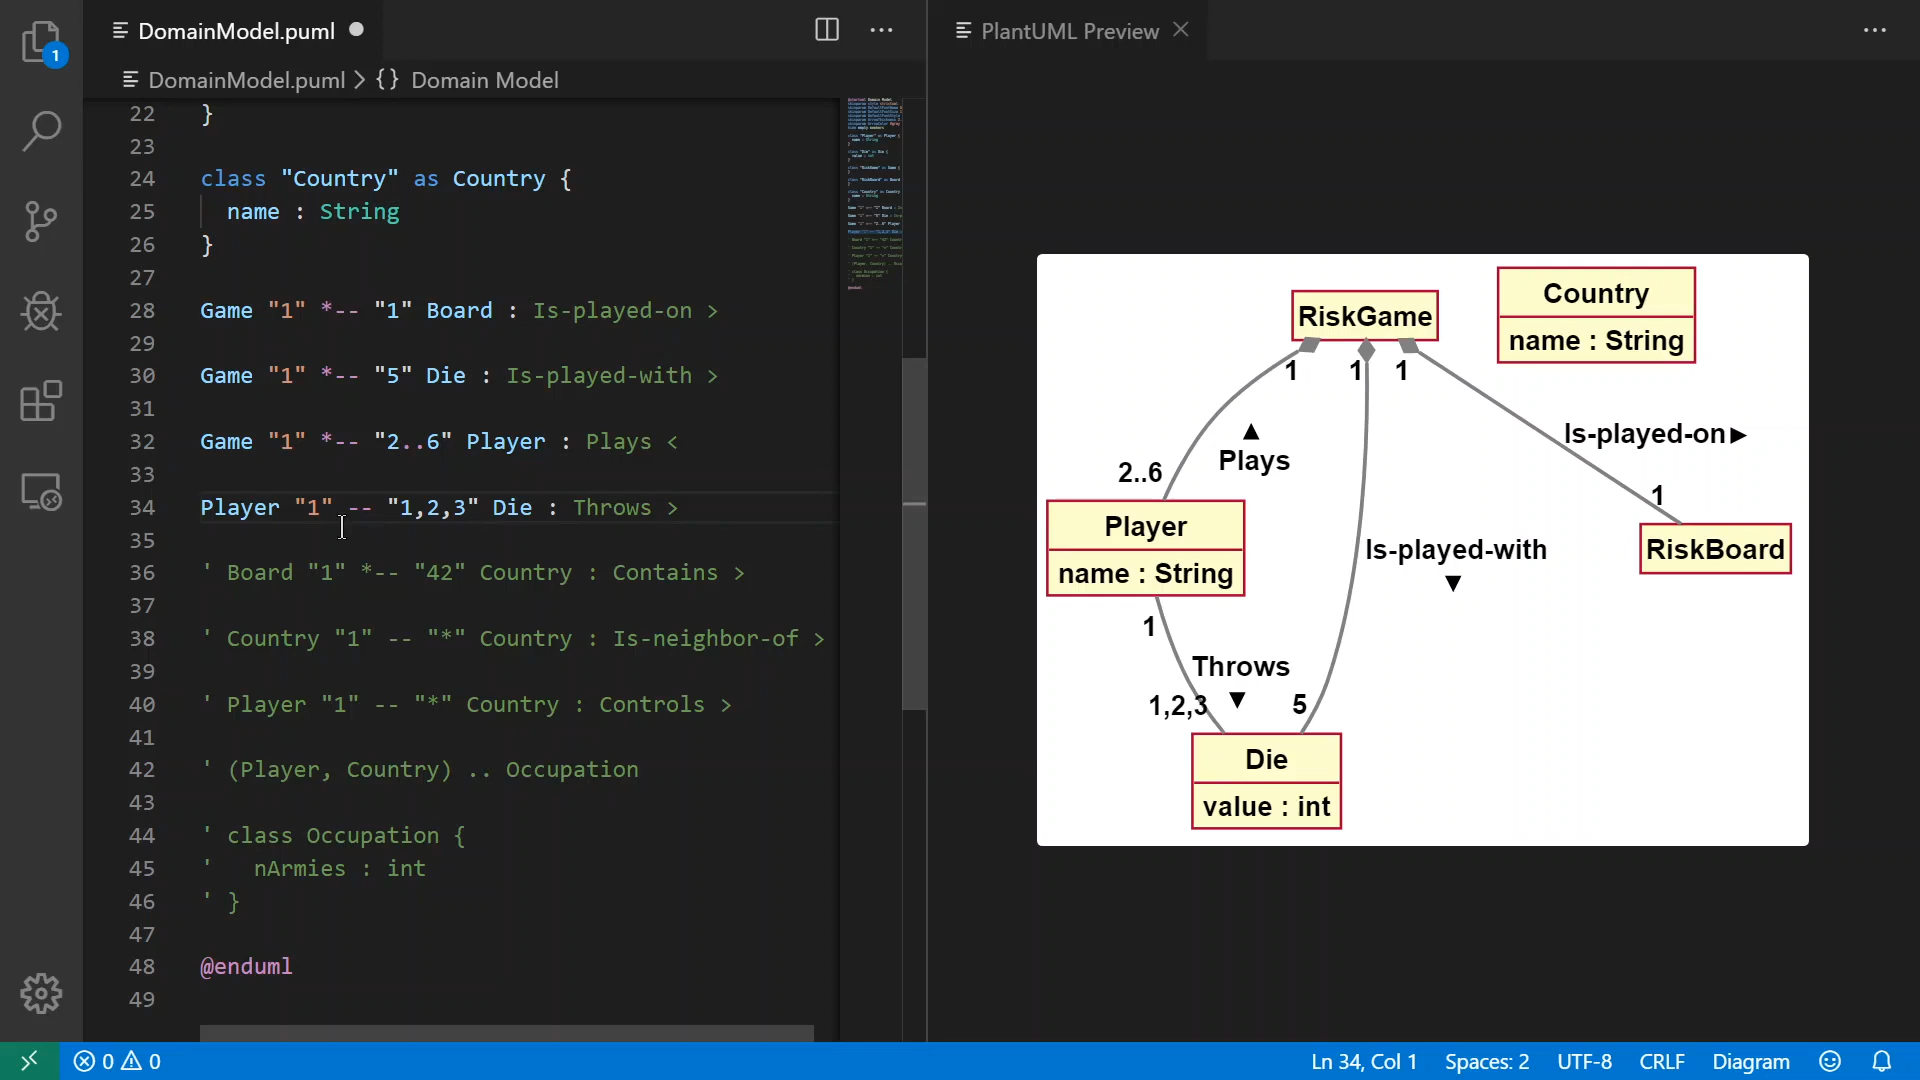 DomainModel.puml
PlantUML Preview
1
DomainModel.puml > {} Domain Model
22 }
23
24 class "Country" as Country {
25 name : String
26 }
27
28 Game "1" *-- "1" Board : Is-played-on >
29
30 Game "1" *-- "5" Die : Is-played-with >
31
32 Game "1" *-- "2..6" Player : Plays <
33
34 Player "1" -- "1,2,3" Die : Throws >
35
36 ' Board "1" *-- "42" Country : Contains >
37
38 ' Country "1" -- "*" Country : Is-neighbor-of >
39
40 ' Player "1" -- "*" Country : Controls >
41
42 ' (Player, Country) .. Occupation
43
44 ' class Occupation {
45 ' nArmies : int
46 ' }
47
48 @enduml
49
RiskGame
Country
name : String
1 1 1
Is-played-on ▶
▲
Plays
2..6
1
Player
name : String
Is-played-with
▼
RiskBoard
1
Throws
1,2,3 ▼ 5
Die
value : int
0 0
Ln 34, Col 1 Spaces: 2 UTF-8 CRLF Diagram